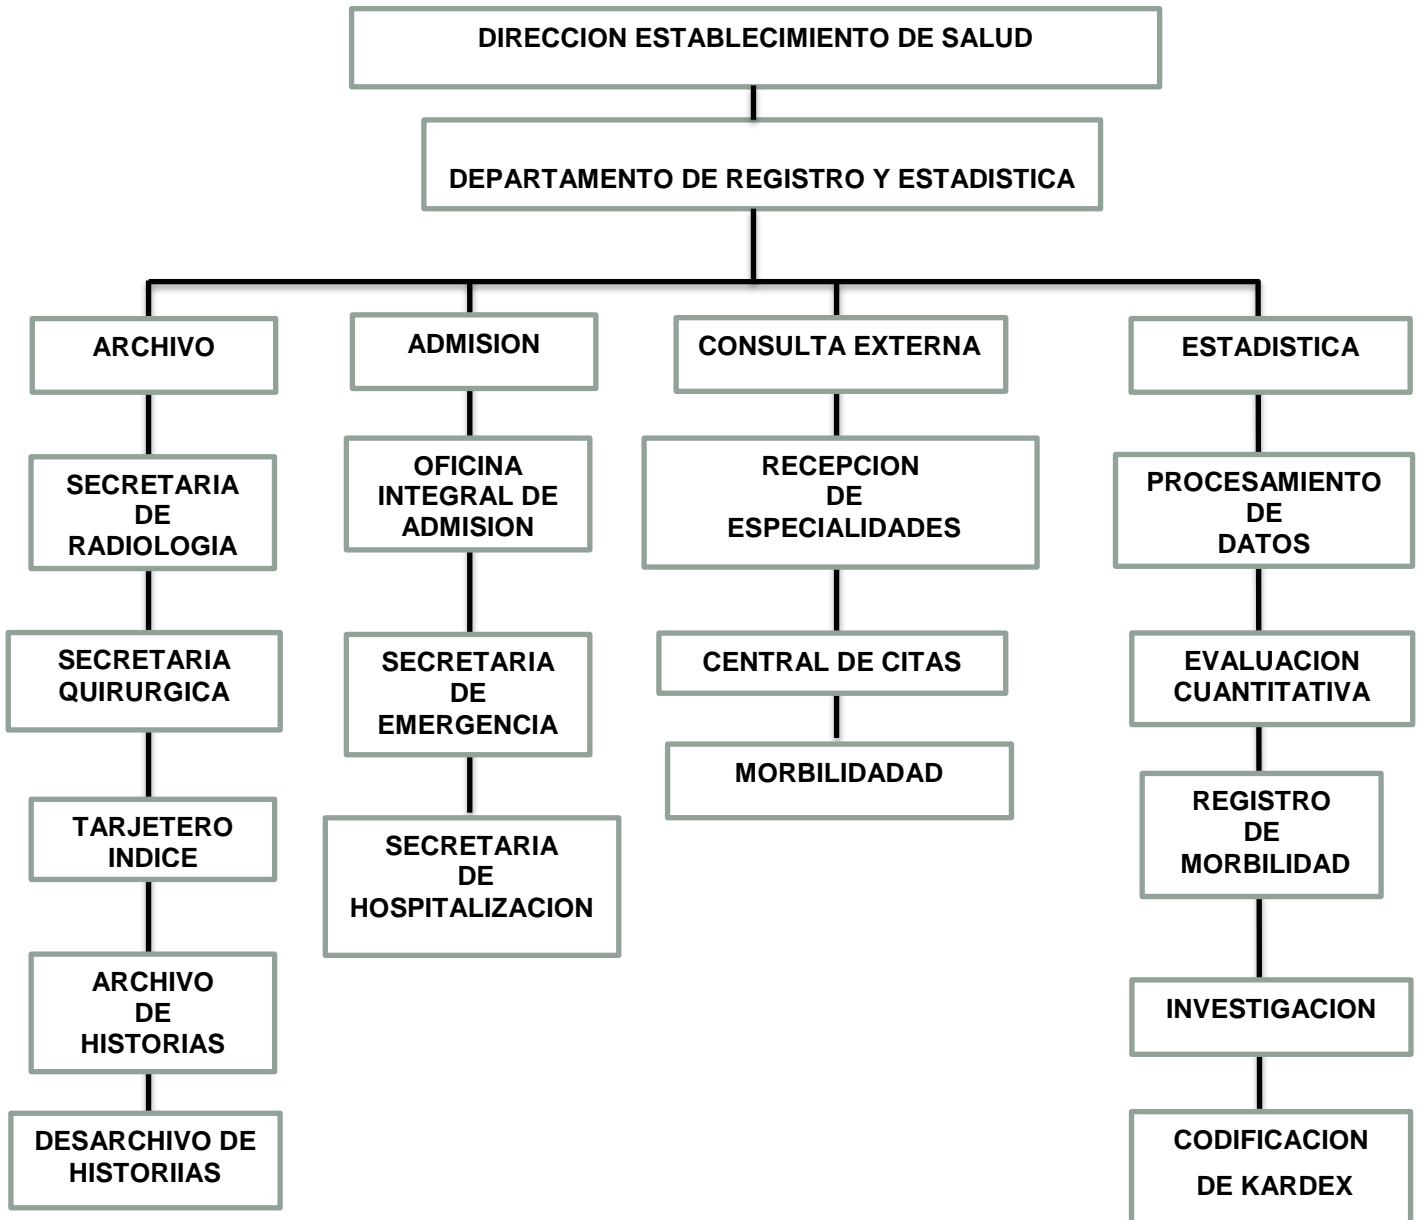 DIRECCION ESTABLECIMIENTO DE SALUD
DEPARTAMENTO DE REGISTRO Y ESTADISTICA
ARCHIVO
SECRETARIA
DE
RADIOLOGIA
SECRETARIA
QUIRURGICA
TARJETERO
INDICE
ARCHIVO
DE
HISTORIAS
DESARCHIVO DE
HISTORIIAS
ADMISION
OFICINA
INTEGRAL DE
ADMISION
SECRETARIA
DE
EMERGENCIA
SECRETARIA
DE
HOSPITALIZACION
CONSULTA EXTERNA
RECEPCION
DE
ESPECIALIDADES
CENTRAL DE CITAS
MORBILIDADAD
ESTADISTICA
PROCESAMIENTO
DE
DATOS
EVALUACION
CUANTITATIVA
REGISTRO
DE
MORBILIDAD
INVESTIGACION
CODIFICACION
DE KARDEX